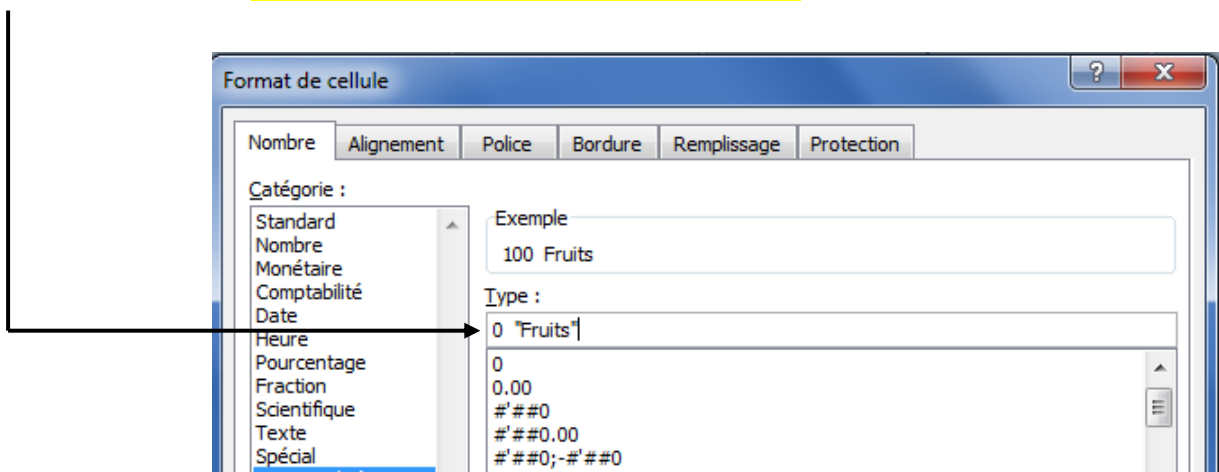 Format de cellule
Nombre Alignement Police Bordure Remplissage Protection
Catégorie :
Standard
Nombre
Monétaire
Comptabilité
Date
Heure
Pourcentage
Fraction
Scientifique
Texte
Spécial
Exemple
100 Fruits
Type :
0 "Fruits"
0
0.00
#'##0
#'##0.00
#'##0;-#'##0